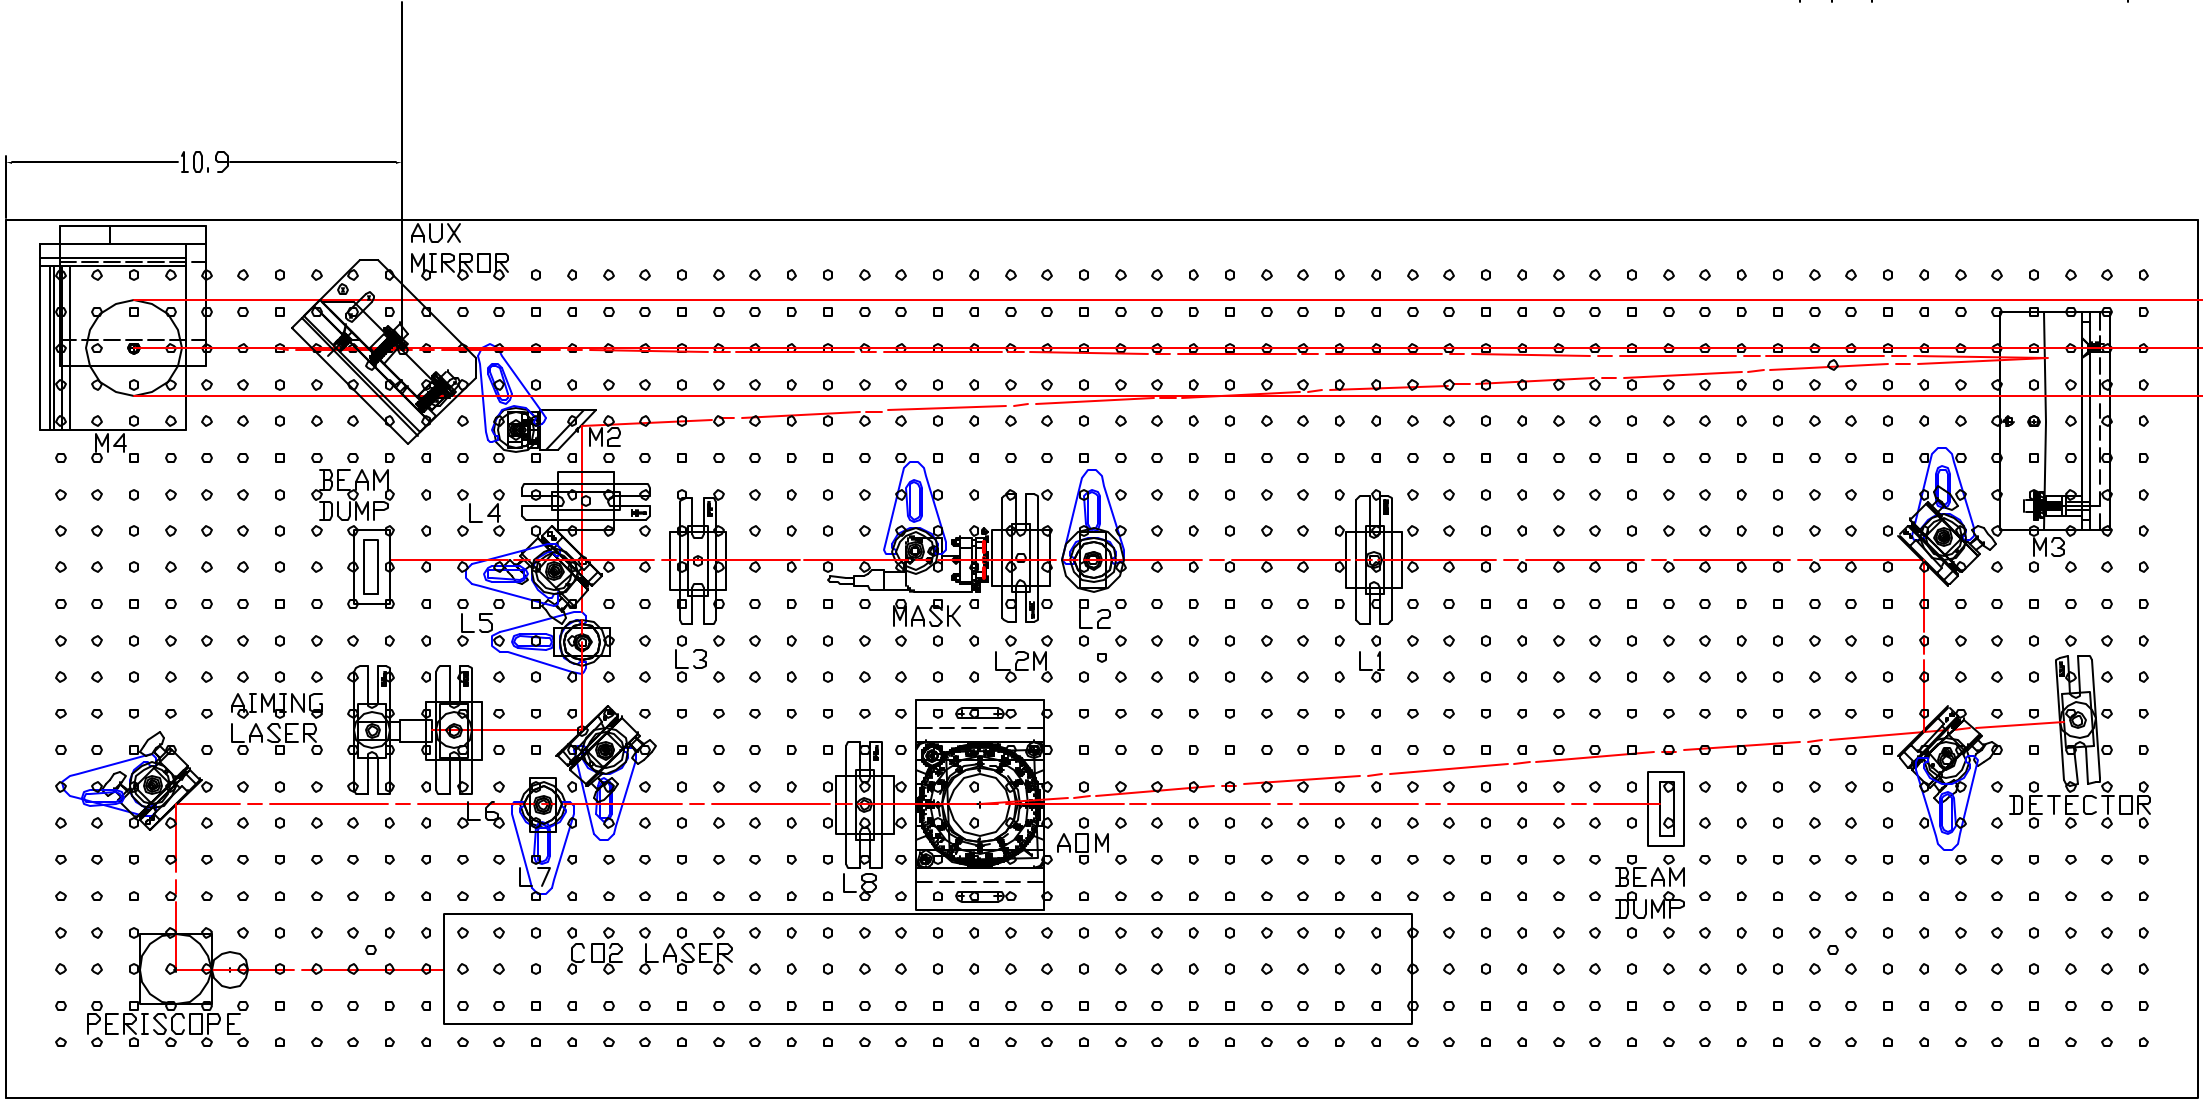 10.9
AUX
MIRROR
M4
M2
BEAM
DUMP
L4
M3
MASK
L2
L5
L3
L2M
L1
AIMING
LASER
DETECTOR
L6
AOM
L7
L8
BEAM
DUMP
CO2 LASER
PERISCOPE